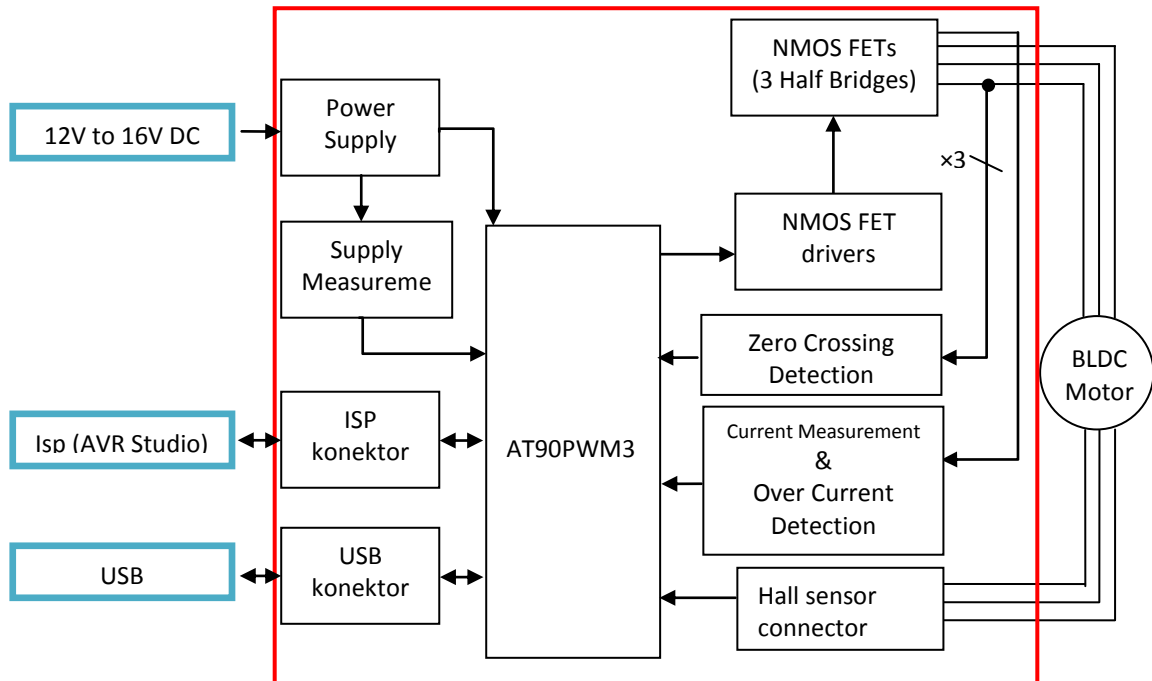 NMOS FETs
(3 Half Bridges)
12V to 16V DC
Power
Supply
×3
Supply
Measureme
NMOS FET
drivers
Zero Crossing
Detection
BLDC
Motor
Isp (AVR Studio)
ISP
konektor
AT90PWM3
Current Measurement
&
Over Current
Detection
USB
USB
konektor
Hall sensor
connector